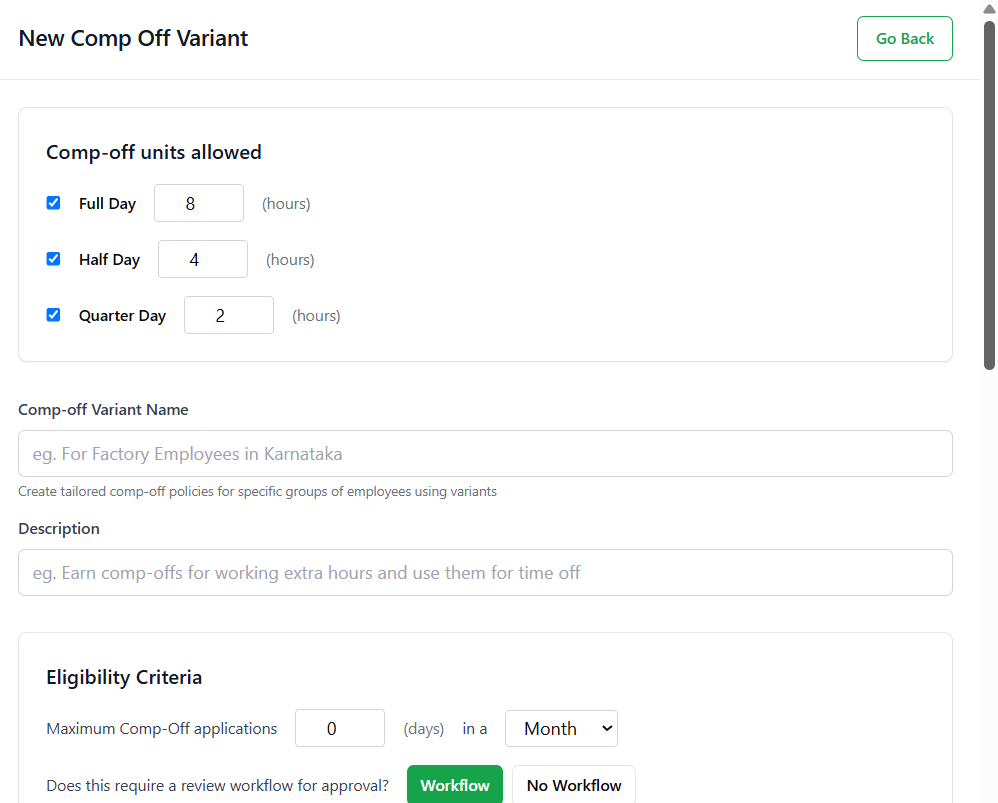 New Comp Off Variant
Go Back
Comp-off units allowed
Full Day 8 (hours)
Half Day 4 (hours)
Quarter Day 2 (hours)
Comp-off Variant Name
eg. For Factory Employees in Karnataka
Create tailored comp-off policies for specific groups of employees using variants
Description
eg. Earn comp-offs for working extra hours and use them for time off
Eligibility Criteria
Maximum Comp-Off applications 0 (days) in a Month
Does this require a review workflow for approval? Workflow No Workflow